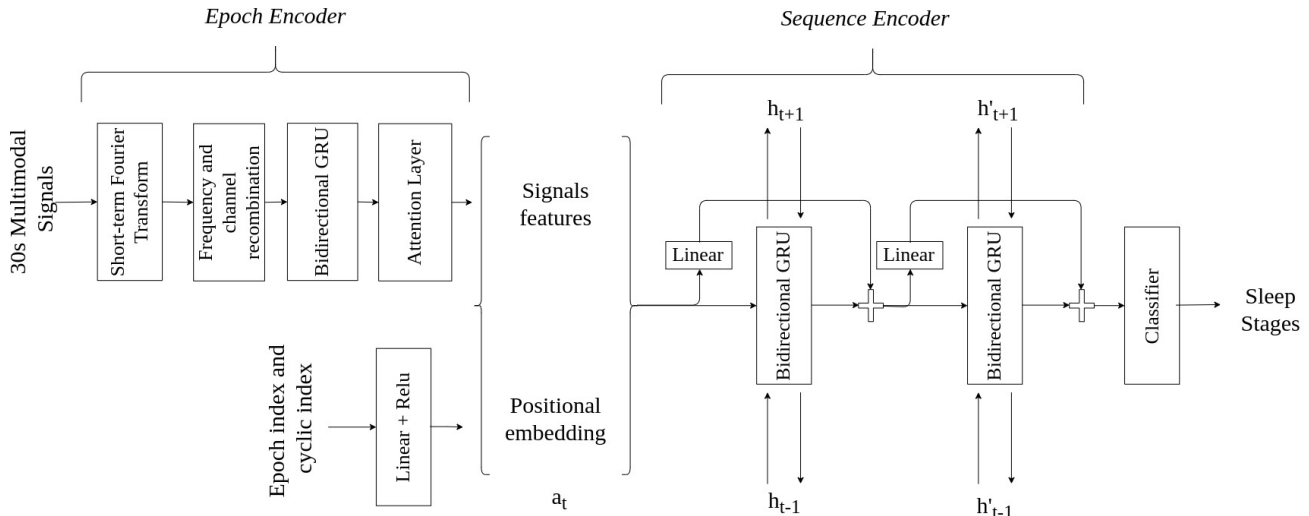 Epoch Encoder
Sequence Encoder
30s Multimodal
Signals
Short-term Fourier
Transform
Frequency and
channel
recombination
Bidirectional GRU
Attention Layer
Signals
features
Epoch index and
cyclic index
Linear + Relu
Positional
embedding
a_t
Linear
h_{t+1}
Bidirectional GRU
h_{t-1}
Linear
h'_{t+1}
Bidirectional GRU
h'_{t-1}
Classifier
Sleep
Stages